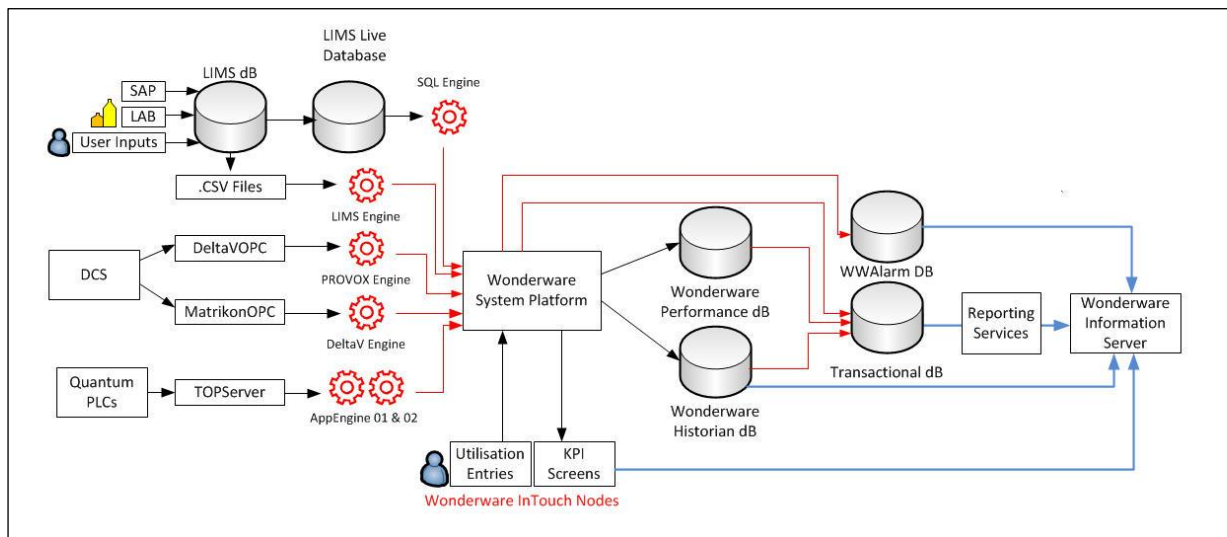 LIMS Live
Database
LIMS dB
SQL Engine
SAP
LAB
User Inputs
.CSV Files
LIMS Engine
DCS
DeltaVOPC
PROVOX Engine
MatrikonOPC
DeltaV Engine
Quantum
PLCs
TOPServer
AppEngine 01 & 02
Wonderware
System Platform
Utilisation
Entries
KPI
Screens
Wonderware InTouch Nodes
Wonderware
Performance dB
Wonderware
Historian dB
WWAlarm DB
Transactional dB
Reporting
Services
Wonderware
Information
Server